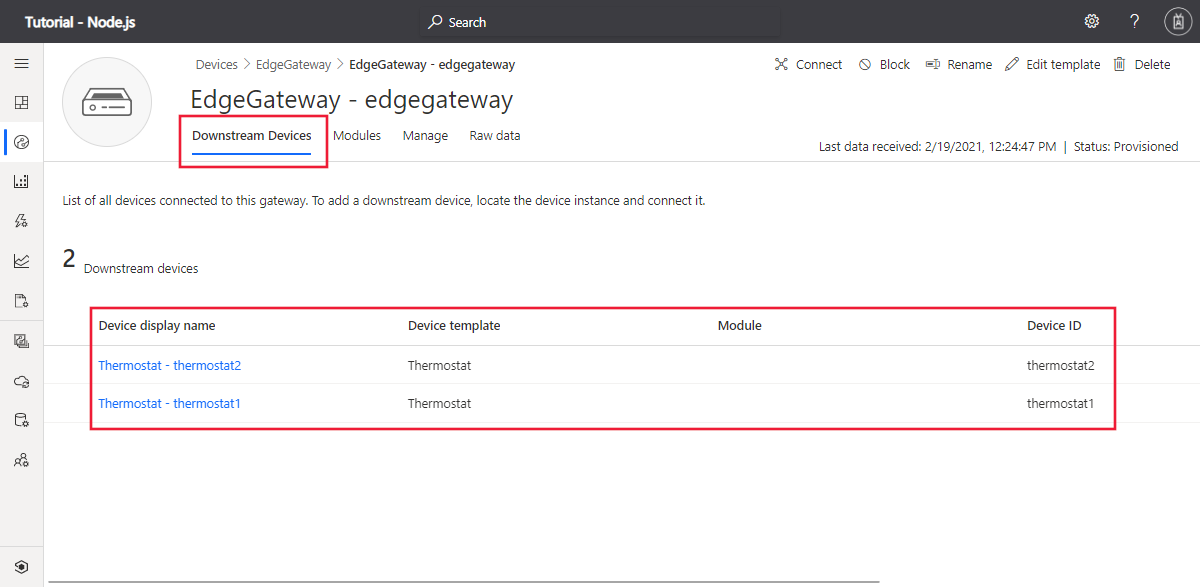 Tutorial - Node.js
Search
?
Devices > EdgeGateway > EdgeGateway - edgegateway
Connect
Block
Rename
Edit template
Delete
EdgeGateway - edgegateway
Downstream Devices
Modules
Manage
Raw data
Last data received: 2/19/2021, 12:24:47 PM | Status: Provisioned
List of all devices connected to this gateway. To add a downstream device, locate the device instance and connect it.
2 Downstream devices
Device display name Device template Module Device ID
Thermostat - thermostat2 Thermostat thermostat2
Thermostat - thermostat1 Thermostat thermostat1